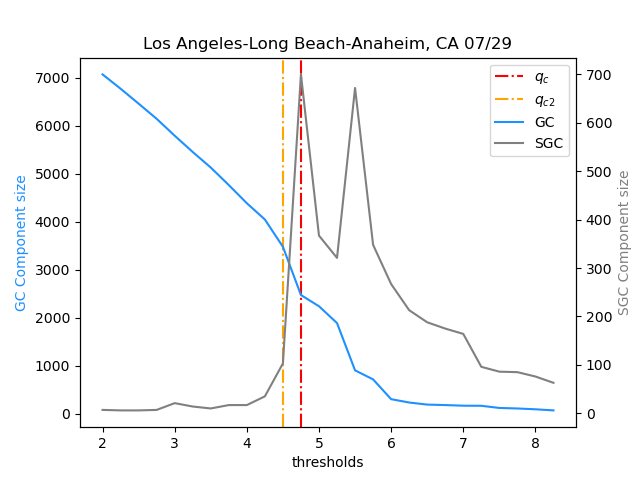 Los Angeles-Long Beach-Anaheim, CA 07/29
q_c
q_c2
GC
SGC
7000
6000
5000
4000
3000
2000
1000
0
GC Component size
700
600
500
400
300
200
100
0
SGC Component size
2 3 4 5 6 7 8
thresholds